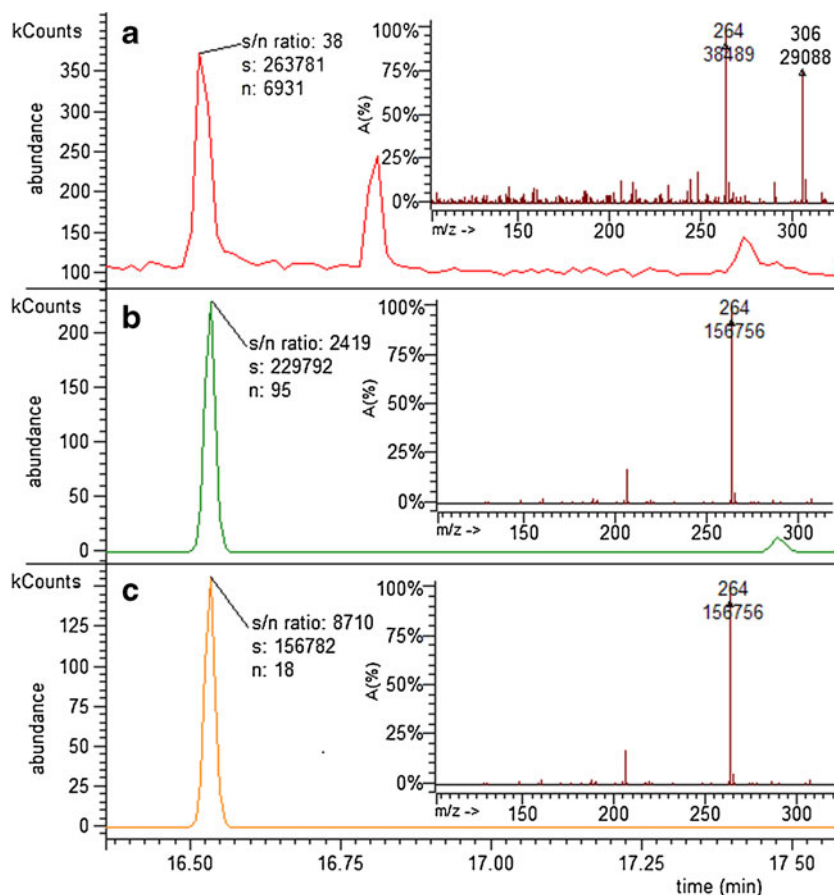 kCounts
a
s/n ratio: 38
s: 263781
n: 6931
350
300
250
200
150
100
abundance
A(%)
100%
75%
50%
25%
0%
264
38489
306
29088
m/z ->
150
200
250
300
kCounts
b
s/n ratio: 2419
s: 229792
n: 95
200
150
100
50
0
abundance
A(%)
100%
75%
50%
25%
0%
264
156756
m/z ->
150
200
250
300
kCounts
c
s/n ratio: 8710
s: 156782
n: 18
125
100
75
50
25
0
abundance
A(%)
100%
75%
50%
25%
0%
264
156756
m/z ->
150
200
250
300
16.50
16.75
17.00
17.25
17.50
time (min)